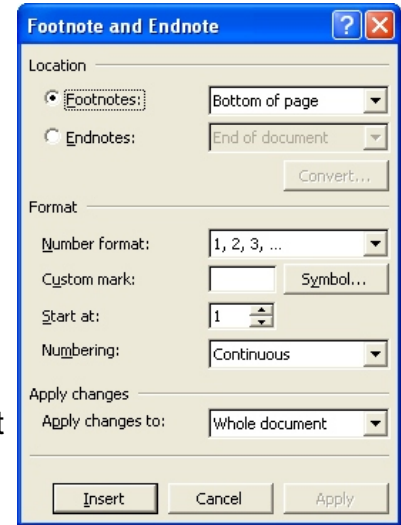 Footnote and Endnote
Location
Footnotes: Bottom of page
Endnotes: End of document
Convert...
Format
Number format: 1, 2, 3, ...
Custom mark: Symbol...
Start at: 1
Numbering: Continuous
Apply changes
t Apply changes to: Whole document
Insert Cancel Apply